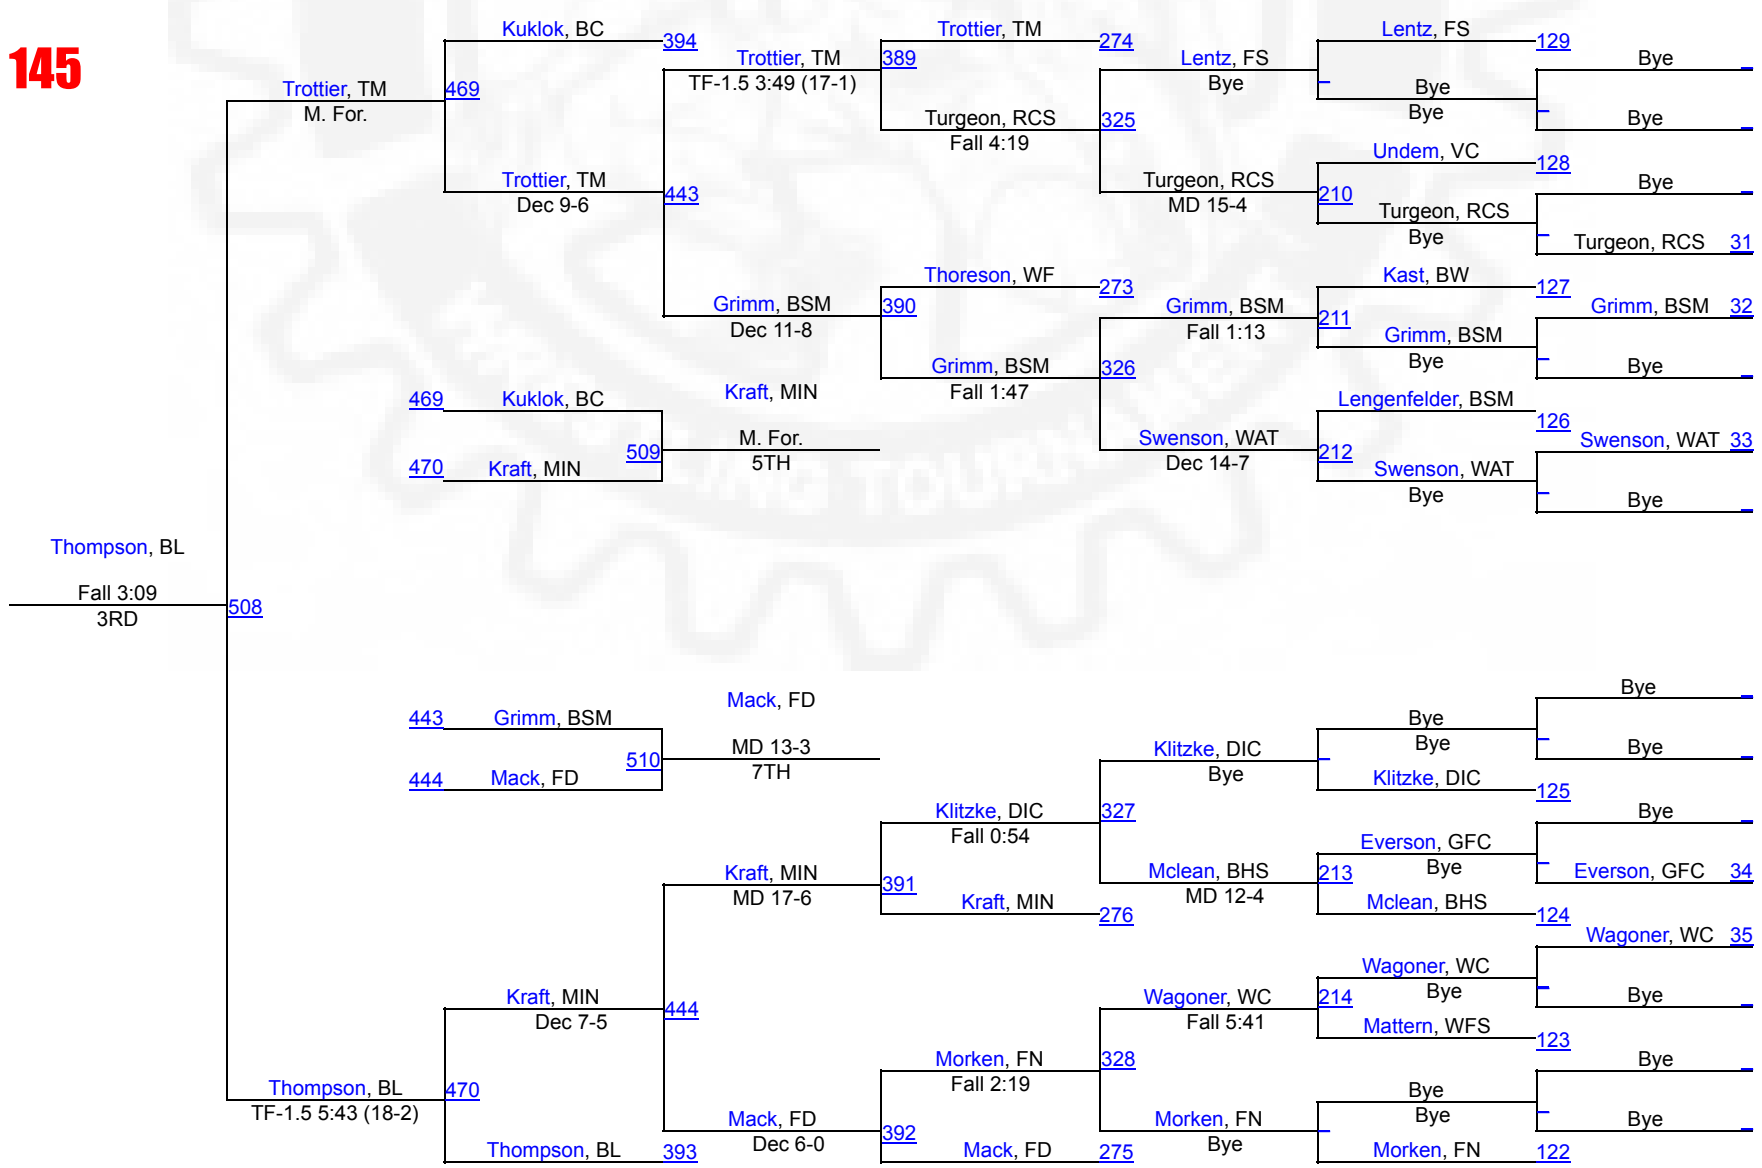 145
Kuklok, BC
394
Trottier, TM
274
Lentz, FS
129
Bye
Trottier, TM
389
TF-1.5 3:49 (17-1)
Lentz, FS
Bye
Bye
Bye
Trottier, TM
469
M. For.
Turgeon, RCS
325
Fall 4:19
Bye
Undem, VC
128
Turgeon, RCS
MD 15-4
210
Bye
Trottier, TM
443
Dec 9-6
Turgeon, RCS
Bye
Turgeon, RCS 31
Thoreson, WF
273
Kast, BW
127
Grimm, BSM
390
Dec 11-8
Grimm, BSM
211
Fall 1:13
Grimm, BSM 32
Grimm, BSM
Bye
Grimm, BSM
326
Fall 1:47
Bye
Kraft, MIN
469 Kuklok, BC
Lengenfelder, BSM
126
M. For.
509
5TH
470 Kraft, MIN
Swenson, WAT
212
Dec 14-7
Swenson, WAT 33
Swenson, WAT
Bye
Bye
Thompson, BL
Fall 3:09
508
3RD
Mack, FD
Bye
443 Grimm, BSM
Bye
Bye
MD 13-3
510
7TH
444 Mack, FD
Klitzke, DIC
Bye
Bye
Klitzke, DIC
125
Klitzke, DIC
327
Fall 0:54
Bye
Everson, GFC
Bye
Kraft, MIN
391
MD 17-6
Mclean, BHS
213
MD 12-4
Everson, GFC 34
Kraft, MIN
276
Mclean, BHS
124
Wagoner, WC 35
Wagoner, WC
Bye
Kraft, MIN
444
Dec 7-5
Wagoner, WC
214
Fall 5:41
Bye
Mattern, WFS
123
Morken, FN
328
Fall 2:19
Bye
Thompson, BL
470
TF-1.5 5:43 (18-2)
Bye
Bye
Mack, FD
392
Dec 6-0
Morken, FN
Bye
Bye
Thompson, BL
393
Mack, FD
275
Morken, FN
122